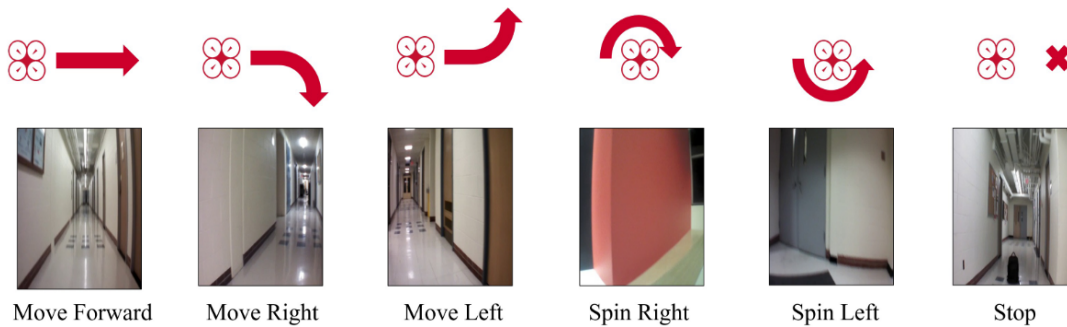 Move Forward
Move Right
Move Left
Spin Right
Spin Left
Stop